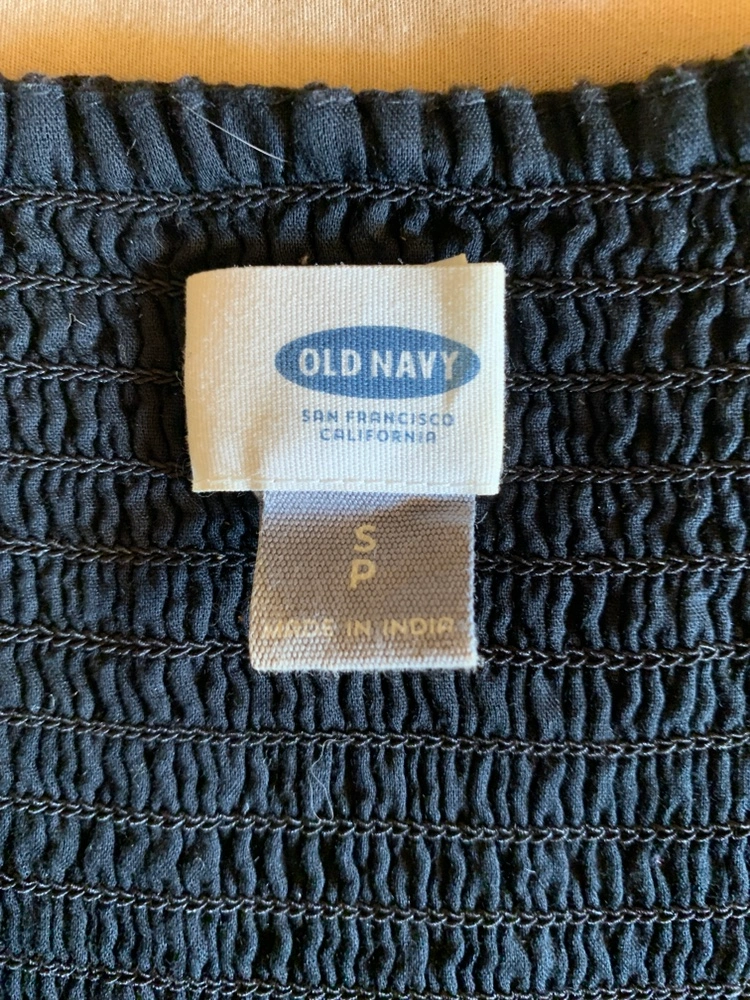 OLD NAVY
SAN FRANCISCO
CALIFORNIA
S
P
MADE IN INDIA